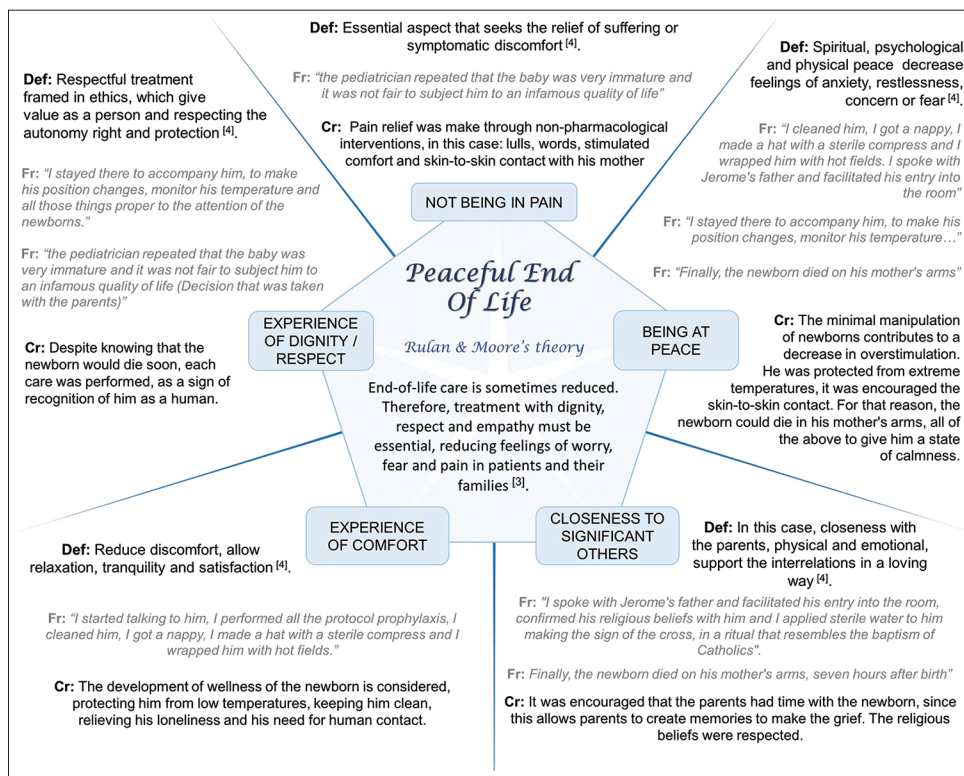 Def: Essential aspect that seeks the relief of suffering or
symptomatic discomfort [4].
Fr: “the pediatrician repeated that the baby was very immature and
it was not fair to subject him to an infamous quality of life”
Cr: Pain relief was make through non-pharmacological
interventions, in this case: lulls, words, stimulated
comfort and skin-to-skin contact with his mother
NOT BEING IN PAIN
Def: Respectful treatment
framed in ethics, which give
value as a person and respecting the
autonomy right and protection [4].
Fr: “I stayed there to accompany him, to make
his position changes, monitor his temperature and
all those things proper to the attention of the
newborns.”
Fr: “the pediatrician repeated that the baby was
very immature and it was not fair to subject him to
an infamous quality of life (Decision that was taken
with the parents)”
Cr: Despite knowing that the
newborn would die soon, each
care was performed, as a sign of
recognition of him as a human.
EXPERIENCE
OF DIGNITY /
RESPECT
Def: Spiritual, psychological
and physical peace decrease
feelings of anxiety, restlessness,
concern or fear [4].
Fr: “I cleaned him, I got a nappy, I
made a hat with a sterile compress and I
wrapped him with hot fields. I spoke with
Jerome's father and facilitated his entry into
the room”
Fr: “I stayed there to accompany him, to make his
position changes, monitor his temperature…”
Fr: “Finally, the newborn died on his mother's arms”
Cr: The minimal manipulation
of newborns contributes to a
decrease in overstimulation.
He was protected from extreme
temperatures, it was encouraged the
skin-to-skin contact. For that reason, the
newborn could die in his mother's arms, all of
the above to give him a state
of calmness.
BEING AT
PEACE
Peaceful End
Of Life
Rulan & Moore's theory
End-of-life care is sometimes reduced.
Therefore, treatment with dignity,
respect and empathy must be
essential, reducing feelings of worry,
fear and pain in patients and their
families [3].
EXPERIENCE
OF COMFORT
Def: Reduce discomfort, allow
relaxation, tranquility and satisfaction [4].
Fr: “I started talking to him, I performed all the protocol prophylaxis, I
cleaned him, I got a nappy, I made a hat with a sterile compress and I
wrapped him with hot fields.”
Cr: The development of wellness of the newborn is considered,
protecting him from low temperatures, keeping him clean,
relieving his loneliness and his need for human contact.
CLOSENESS TO
SIGNIFICANT
OTHERS
Def: In this case, closeness with
the parents, physical and emotional,
support the interrelations in a loving
way [4].
Fr: "I spoke with Jerome's father and facilitated his entry into the room,
confirmed his religious beliefs with him and I applied sterile water to him
making the sign of the cross, in a ritual that resembles the baptism of
Catholics".
Fr: Finally, the newborn died on his mother's arms, seven hours after birth”
Cr: It was encouraged that the parents had time with the newborn, since
this allows parents to create memories to make the grief. The religious
beliefs were respected.